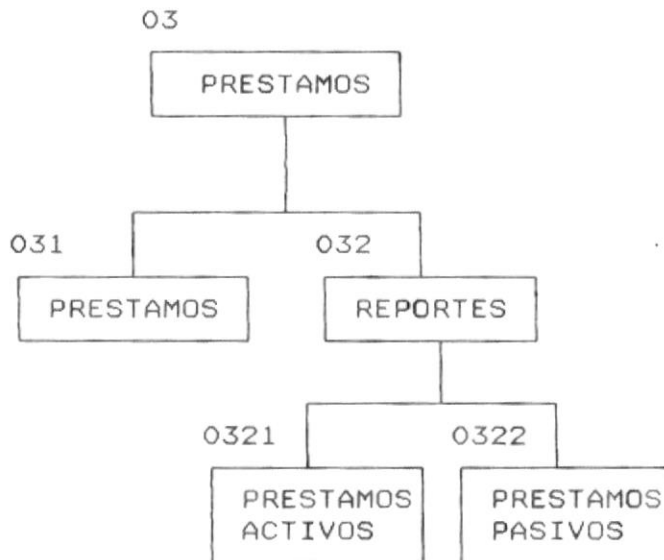 03
PRESTAMOS
031
032
PRESTAMOS
REPORTES
0321
0322
PRESTAMOS
ACTIVOS
PRESTAMOS
PASIVOS